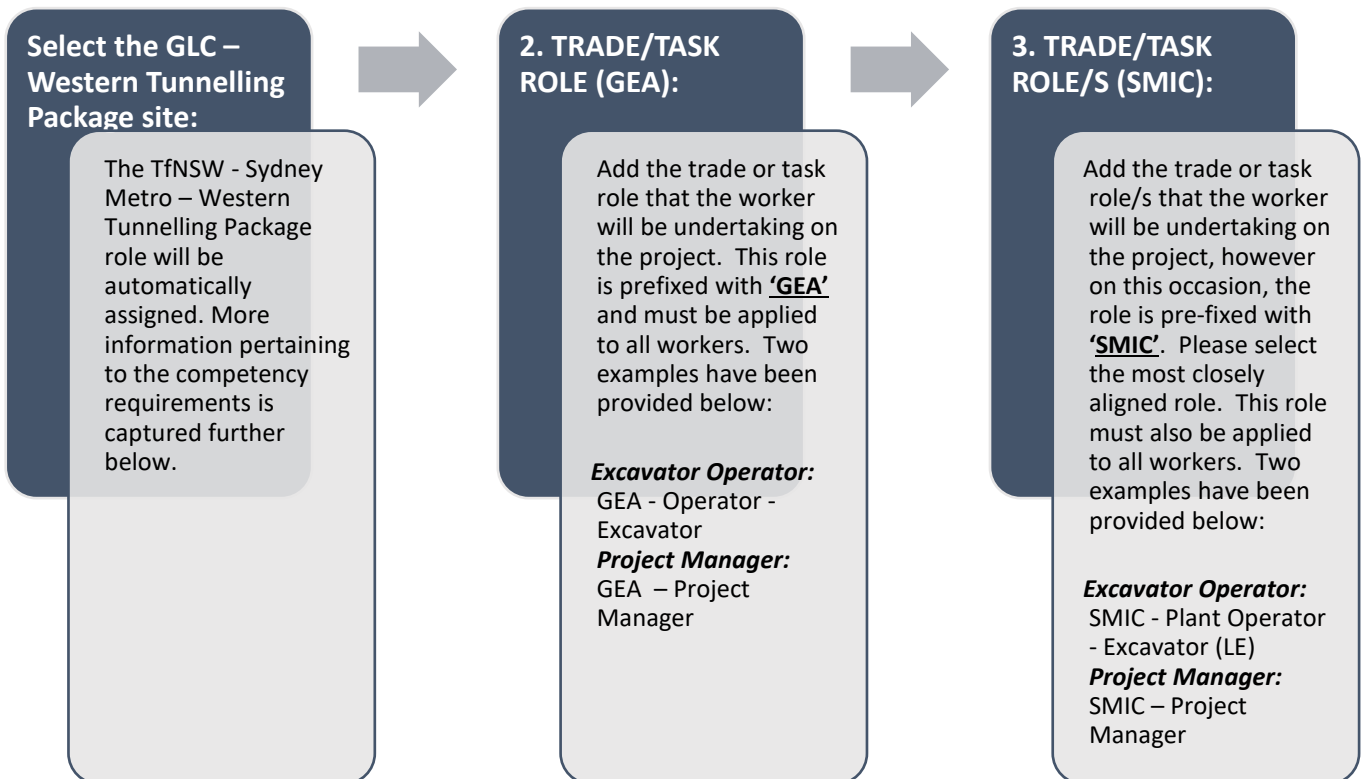 Select the GLC –
Western Tunnelling
Package site:
The TfNSW - Sydney
Metro – Western
Tunnelling Package
role will be
automatically
assigned. More
information pertaining
to the competency
requirements is
captured further
below.
2. TRADE/TASK
ROLE (GEA):
Add the trade or task
role that the worker
will be undertaking on
the project.  This role
is prefixed with ‘GEA’
and must be applied
to all workers.  Two
examples have been
provided below:
Excavator Operator:
GEA - Operator -
Excavator
Project Manager:
GEA  – Project
Manager
3. TRADE/TASK
ROLE/S (SMIC):
Add the trade or task
role/s that the worker
will be undertaking on
the project, however
on this occasion, the
role is pre-fixed with
‘SMIC’.  Please select
the most closely
aligned role.  This role
must also be applied
to all workers.  Two
examples have been
provided below:
Excavator Operator:
SMIC - Plant Operator
- Excavator (LE)
Project Manager:
SMIC – Project
Manager